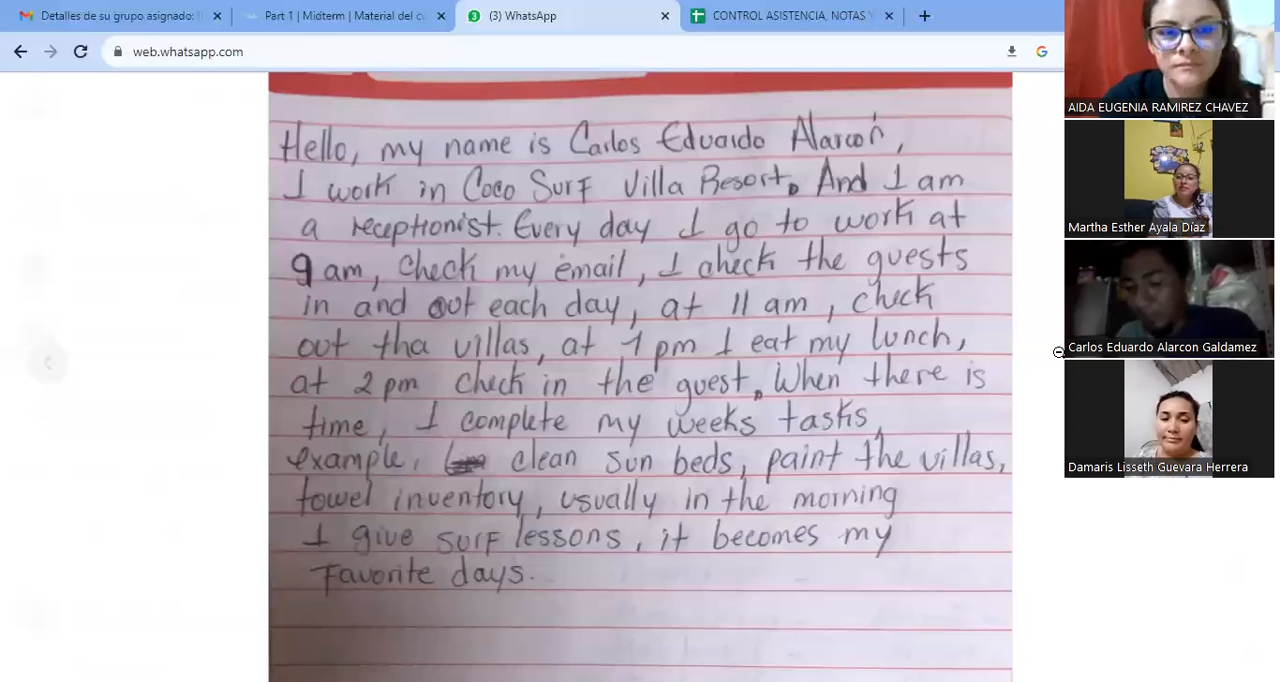 Detalles de su grupo asignado: I
Part 1 | Midterm | Material del cu
(3) WhatsApp
CONTROL ASISTENCIA, NOTAS Y
web.whatsapp.com
Hello, my name is Carlos Eduardo Alarcón,
I work in Coco Surf Villa Resort. And I am
a receptionist. Every day I go to work at
9 am, check my email, I check the guests
in and out each day, at 11 am, check
out tha villas, at 1 pm I eat my lunch,
at 2 pm check in the guest. When there is
time, I complete my weeks tasks,
example, clean sun beds, paint the villas,
towel inventory, usually in the morning
I give surf lessons, it becomes my
favorite days.
AIDA EUGENIA RAMIREZ CHAVEZ
Martha Esther Ayala Díaz
Carlos Eduardo Alarcon Galdamez
Damaris Lisseth Guevara Herrera